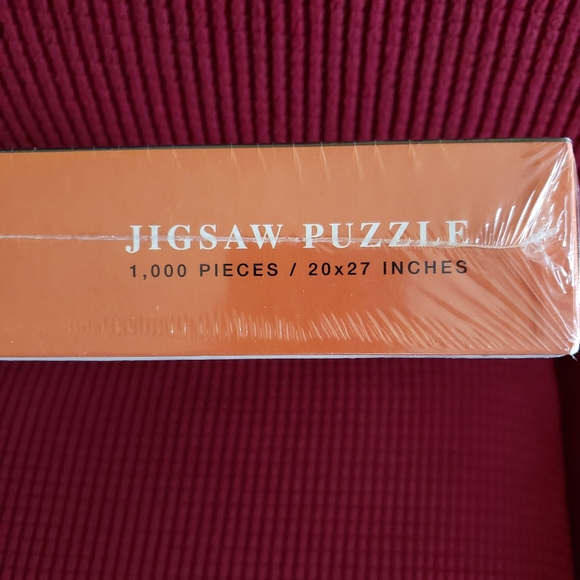 JIGSAW PUZZLE
1,000 PIECES / 20x27 INCHES